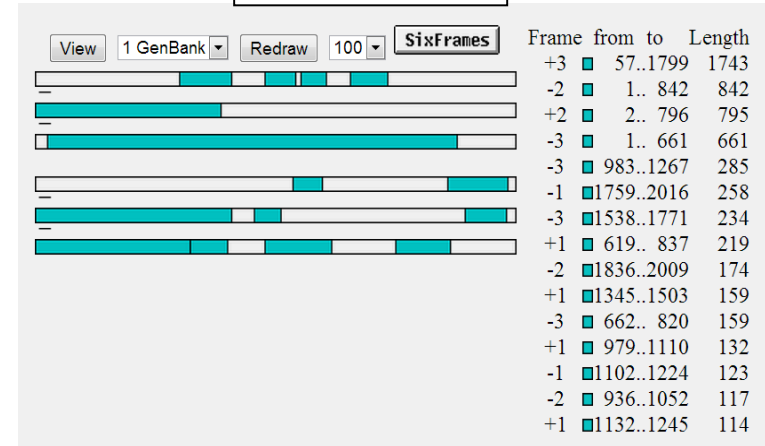 View 1 GenBank Redraw 100 SixFrames
Frame from to Length
+3 57..1799 1743
-2 1.. 842 842
+2 2.. 796 795
-3 1.. 661 661
-3 983..1267 285
-1 1759..2016 258
-3 1538..1771 234
+1 619.. 837 219
-2 1836..2009 174
+1 1345..1503 159
-3 662.. 820 159
+1 979..1110 132
-1 1102..1224 123
-2 936..1052 117
+1 1132..1245 114